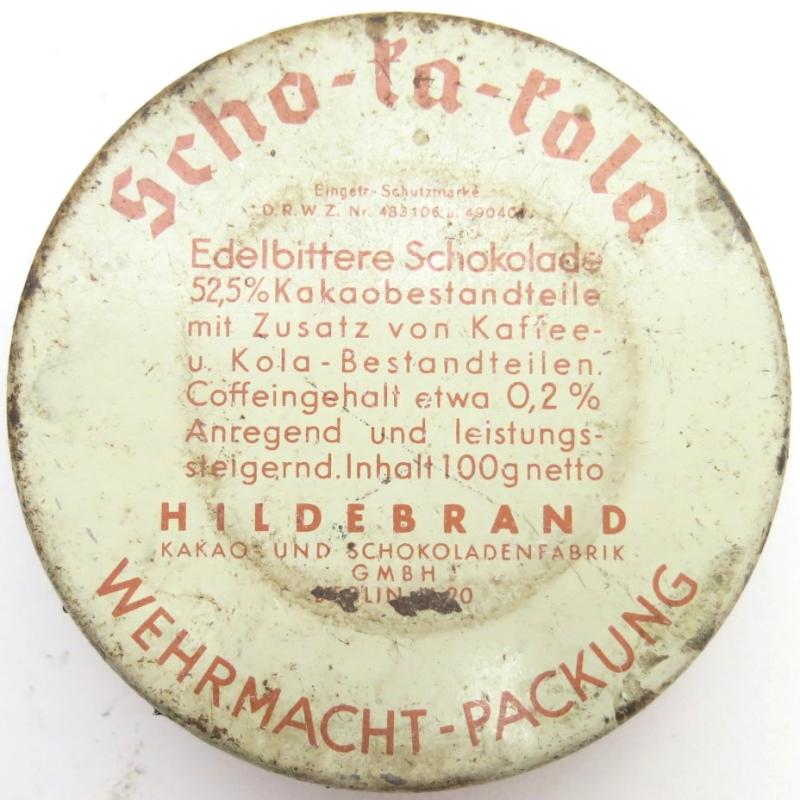 Scho-ka-kola
Eingetr. Schutzmarke
D.R.W.Z. Nr. 483106 u.
Edelbittere Schokolade
52,5% Kakaobestandteile
mit Zusatz von Kaffee-
u. Kola-Bestandteilen.
Coffeingehalt etwa 0,2 %
Anregend und leistungs-
steigernd. Inhalt 100g netto
HILDEBRAND
KAKAO- UND SCHOKOLADENFABRIK
GMBH
BERLIN
WEHRMACHT-PACKUNG